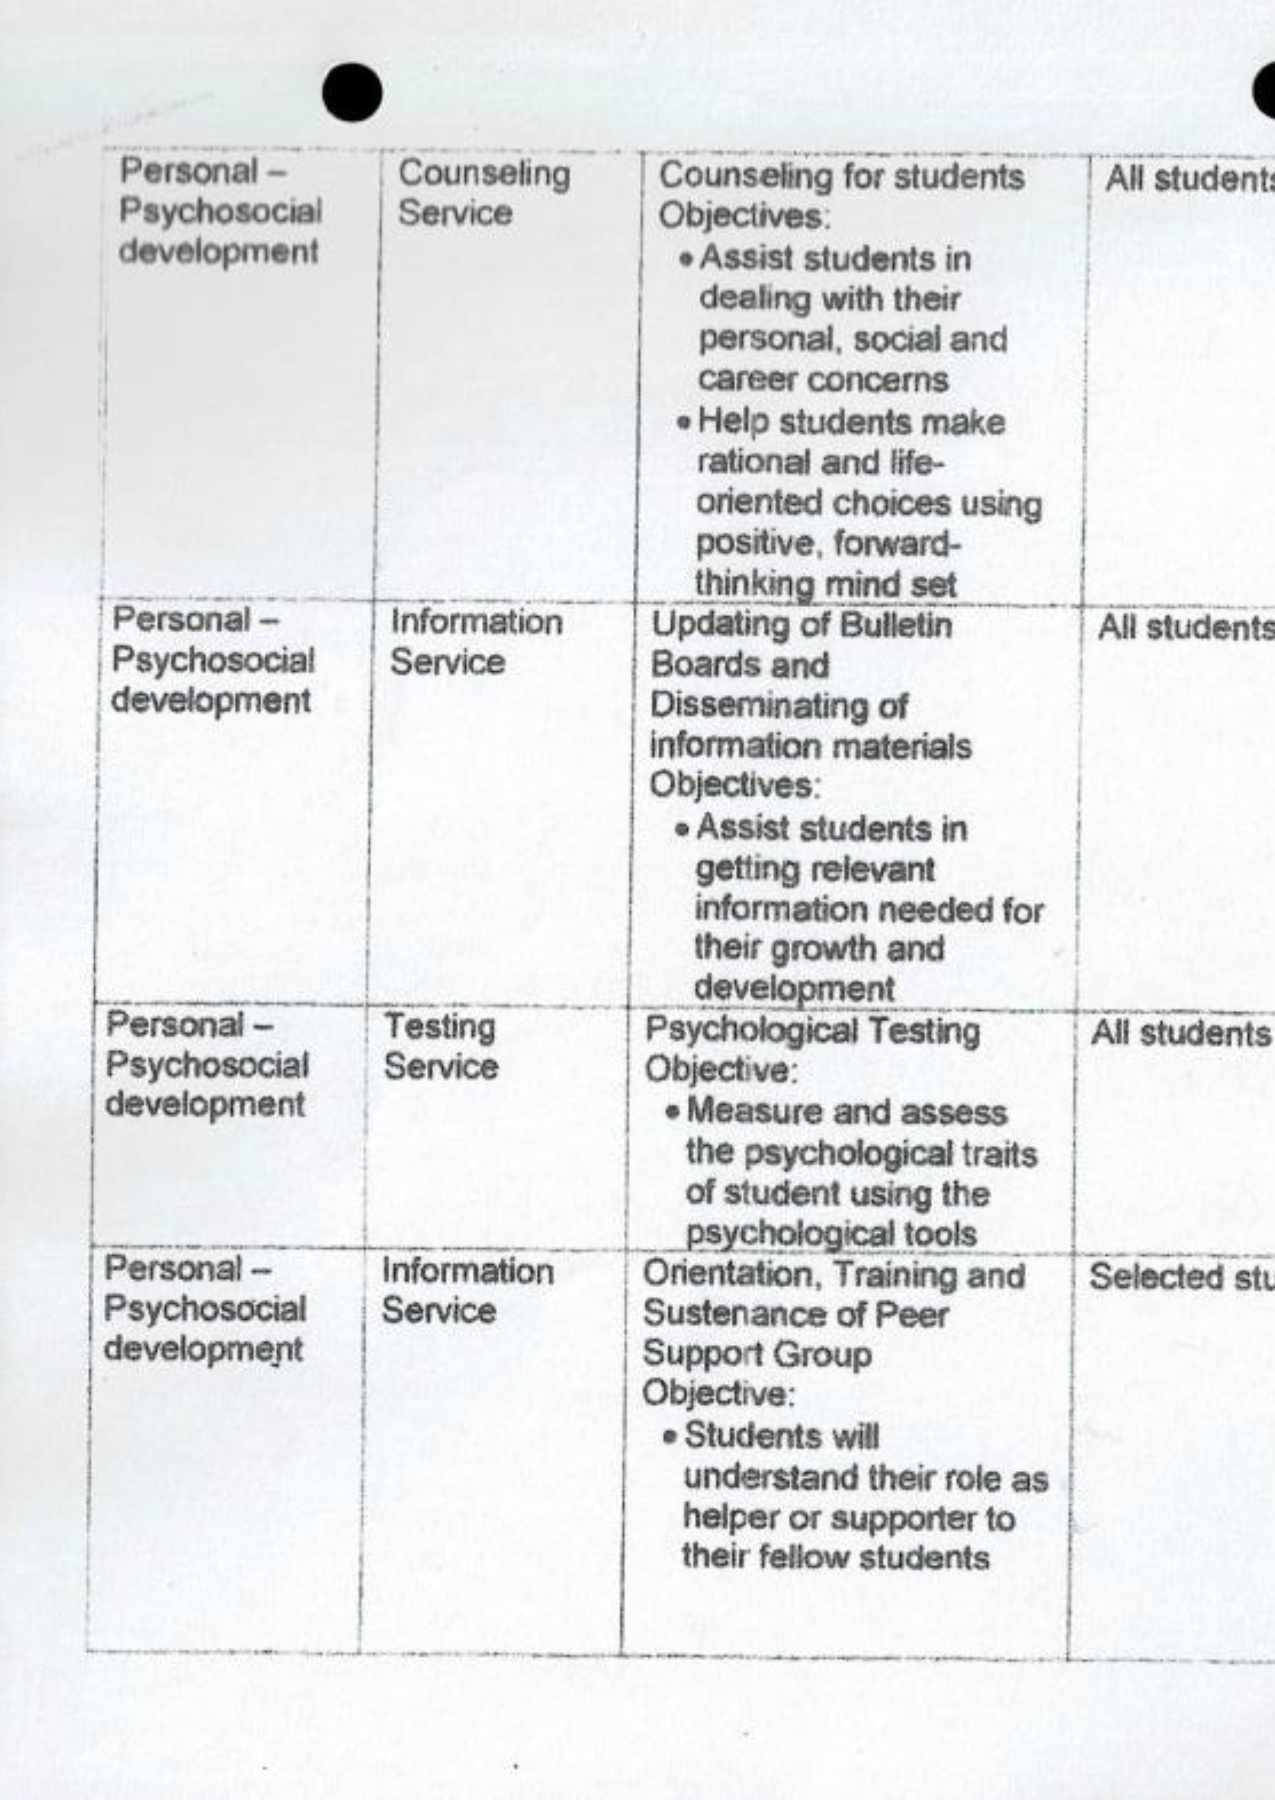 Personal –
Psychosocial
development
Counseling
Service
Counseling for students
Objectives:
• Assist students in
dealing with their
personal, social and
career concerns
• Help students make
rational and life-
oriented choices using
positive, forward-
thinking mind set
All students
Personal –
Psychosocial
development
Information
Service
Updating of Bulletin
Boards and
Disseminating of
information materials
Objectives:
• Assist students in
getting relevant
information needed for
their growth and
development
All students
Personal –
Psychosocial
development
Testing
Service
Psychological Testing
Objective:
• Measure and assess
the psychological traits
of student using the
psychological tools
All students
Personal –
Psychosocial
development
Information
Service
Orientation, Training and
Sustenance of Peer
Support Group
Objective:
• Students will
understand their role as
helper or supporter to
their fellow students
Selected